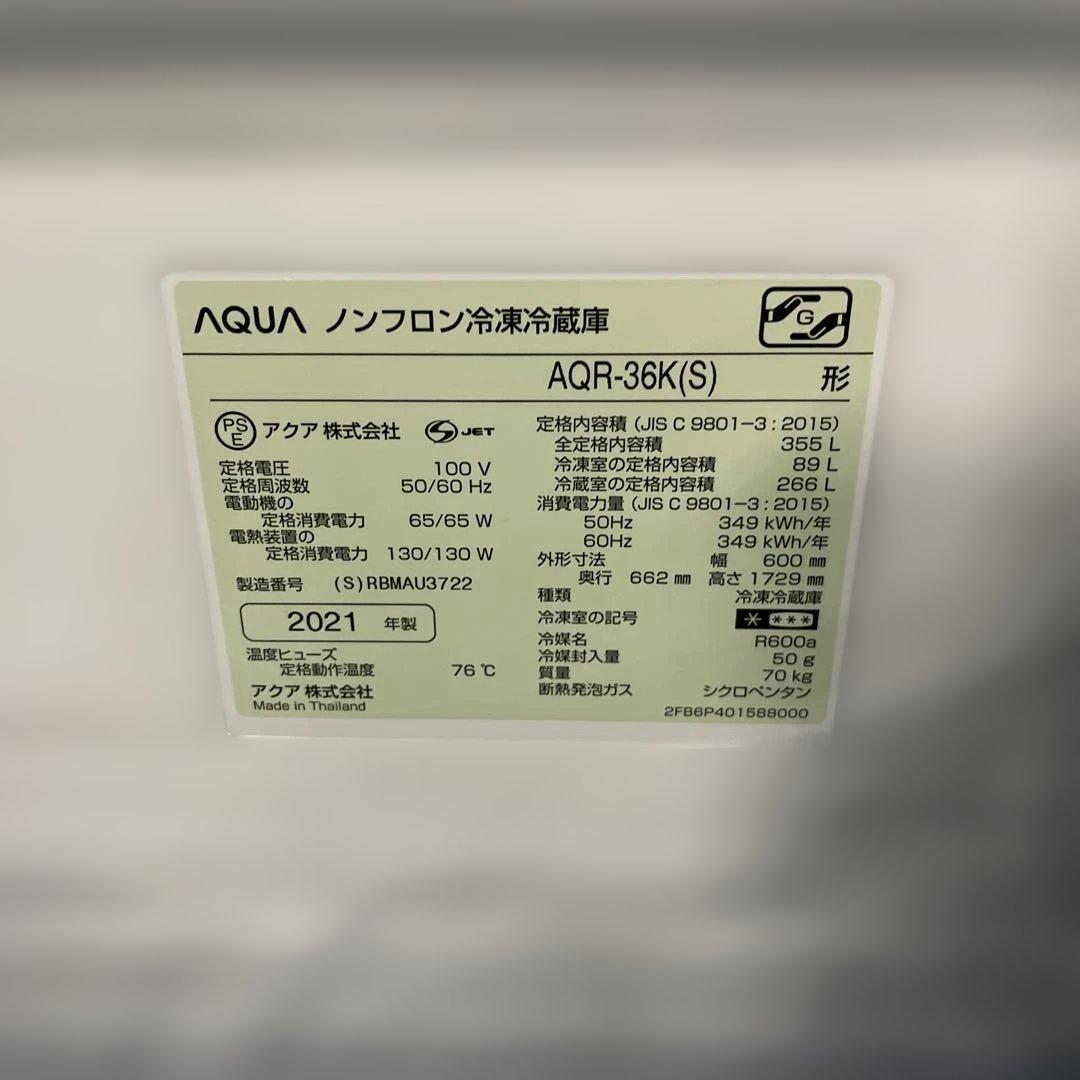 AQUA ノンフロン冷凍冷蔵庫
G
AQR-36K(S) 形
PS E アクア 株式会社 S JET
定格電圧 100 V
定格周波数 50/60 Hz
電動機の
定格消費電力 65/65 W
電熱装置の
定格消費電力 130/130 W
製造番号 (S)RBMAU3722
2021 年製
温度ヒューズ
定格動作温度 76 ℃
アクア 株式会社
Made in Thailand
定格内容積 (JIS C 9801-3 : 2015)
全定格内容積 355 L
冷凍室の定格内容積 89 L
冷蔵室の定格内容積 266 L
消費電力量 (JIS C 9801-3 : 2015)
50Hz 349 kWh/年
60Hz 349 kWh/年
外形寸法 幅 600 ㎜
奥行 662 ㎜ 高さ 1729 ㎜
種類 冷凍冷蔵庫
冷凍室の記号 * ***
冷媒名 R600a
冷媒封入量 50 g
質量 70 kg
断熱発泡ガス シクロペンタン
2FB6P401588000